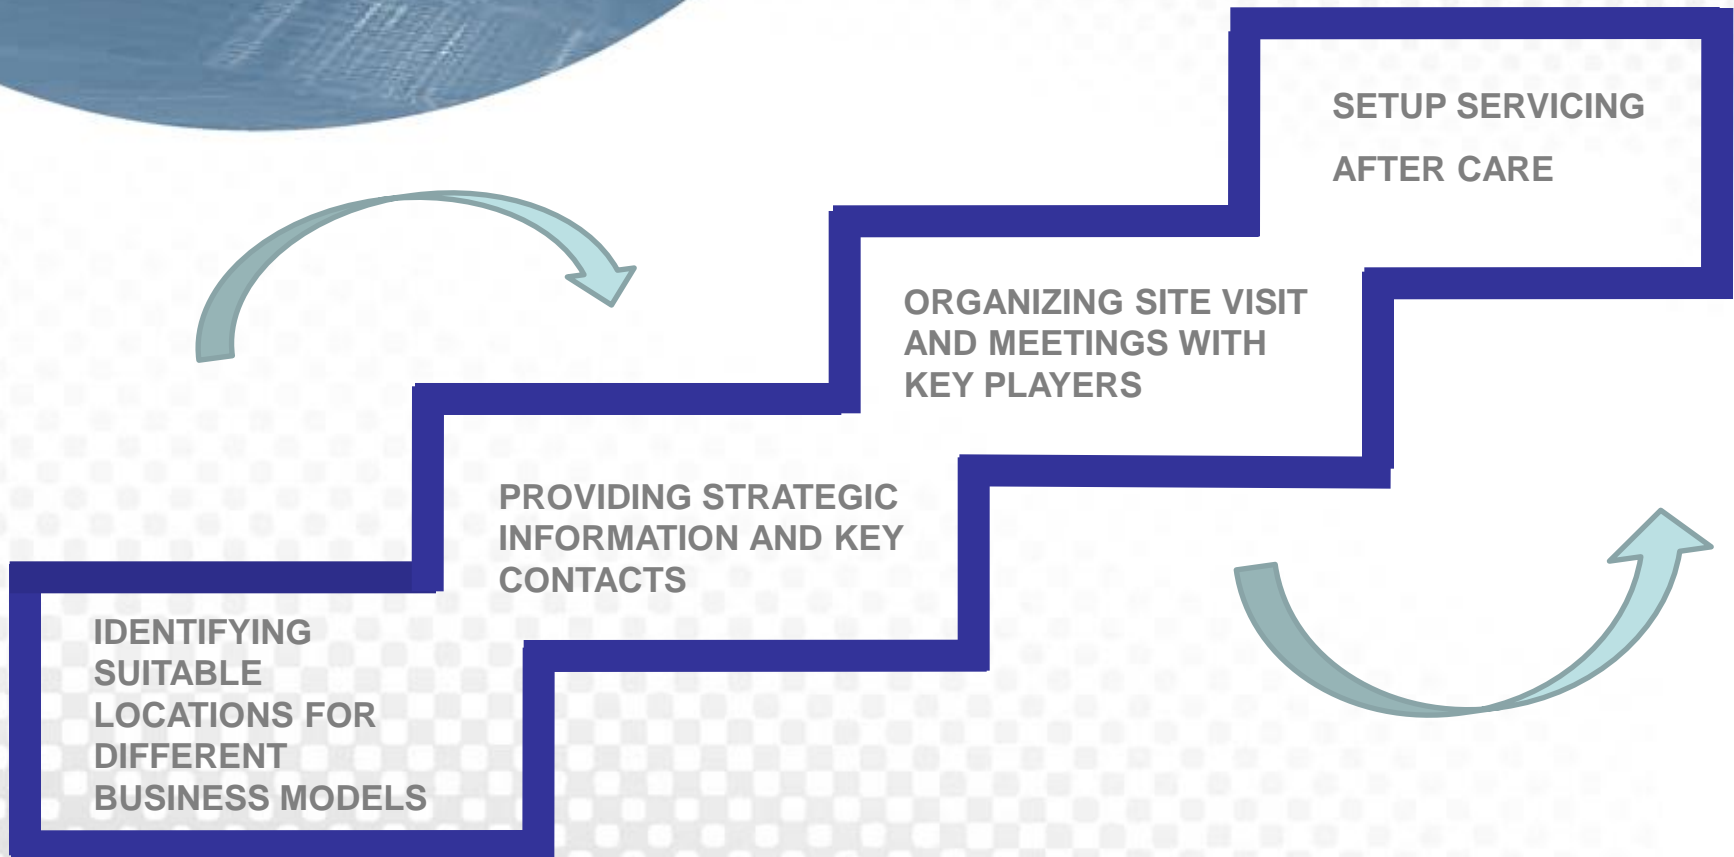 IDENTIFYING
SUITABLE
LOCATIONS FOR
DIFFERENT
BUSINESS MODELS
PROVIDING STRATEGIC
INFORMATION AND KEY
CONTACTS
ORGANIZING SITE VISIT
AND MEETINGS WITH
KEY PLAYERS
SETUP SERVICING
AFTER CARE